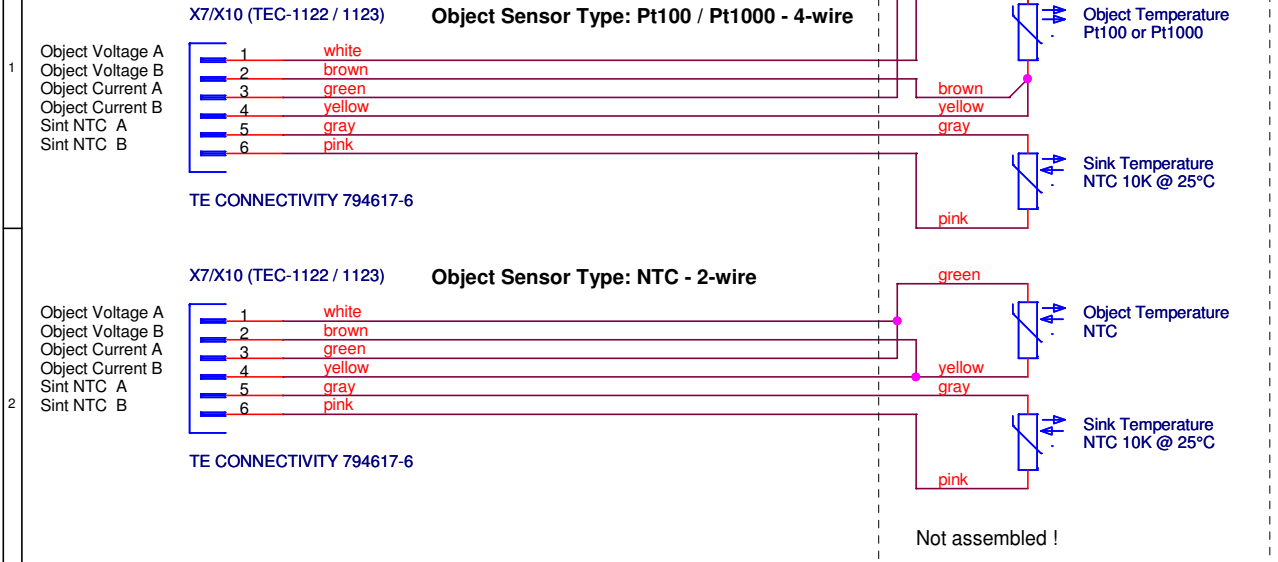 X7/X10 (TEC-1122 / 1123)
Object Sensor Type: Pt100 / Pt1000 - 4-wire
Object Temperature
Pt100 or Pt1000
Object Voltage A
1
white
Object Voltage B
2
brown
Object Current A
3
green
brown
Object Current B
4
yellow
yellow
Sint NTC A
5
gray
gray
Sint NTC B
6
pink
1
Sink Temperature
NTC 10K @ 25°C
TE CONNECTIVITY 794617-6
pink
X7/X10 (TEC-1122 / 1123)
Object Sensor Type: NTC - 2-wire
green
Object Voltage A
1
white
Object Temperature
NTC
Object Voltage B
2
brown
Object Current A
3
green
Object Current B
4
yellow
yellow
Sint NTC A
5
gray
gray
Sint NTC B
6
pink
2
Sink Temperature
NTC 10K @ 25°C
TE CONNECTIVITY 794617-6
pink
Not assembled !